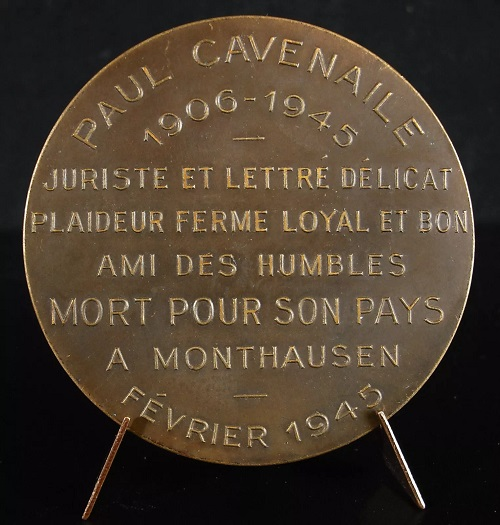 PAUL CAVENAILE
1906-1945
—
JURISTE ET LETTRÉ DÉLICAT
PLAIDEUR FERME LOYAL ET BON
AMI DES HUMBLES
MORT POUR SON PAYS
A MONTHAUSEN
—
FÉVRIER 1945